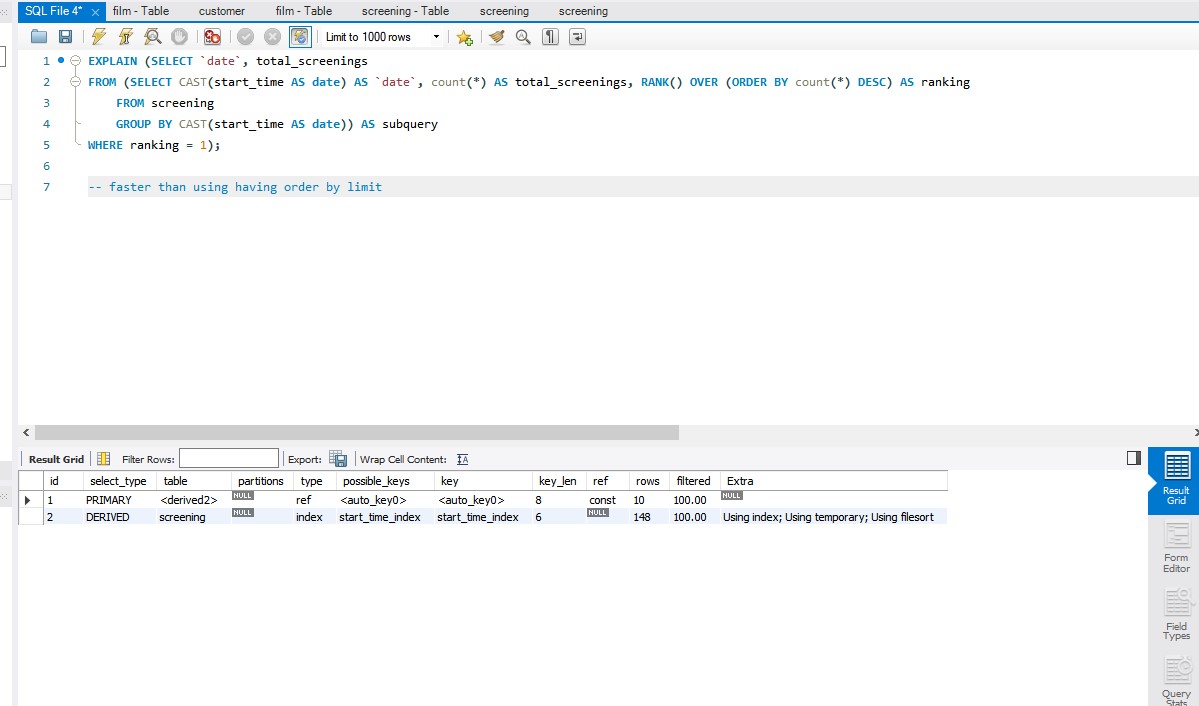 SQL File 4* film - Table customer film - Table screening - Table screening screening
Limit to 1000 rows
1 EXPLAIN (SELECT `date`, total_screenings
2 FROM (SELECT CAST(start_time AS date) AS `date`, count(*) AS total_screenings, RANK() OVER (ORDER BY count(*) DESC) AS ranking
3 FROM screening
4 GROUP BY CAST(start_time AS date)) AS subquery
5 WHERE ranking = 1);
6
7 -- faster than using having order by limit
Result Grid Filter Rows: Export: Wrap Cell Content:
id select_type table partitions type possible_keys key key_len ref rows filtered Extra
1 PRIMARY <derived2> NULL ref <auto_key0> <auto_key0> 8 const 10 100.00 NULL
2 DERIVED screening NULL index start_time_index start_time_index 6 NULL 148 100.00 Using index; Using temporary; Using filesort
Result
Grid
Form
Editor
Field
Types
Query
Stats